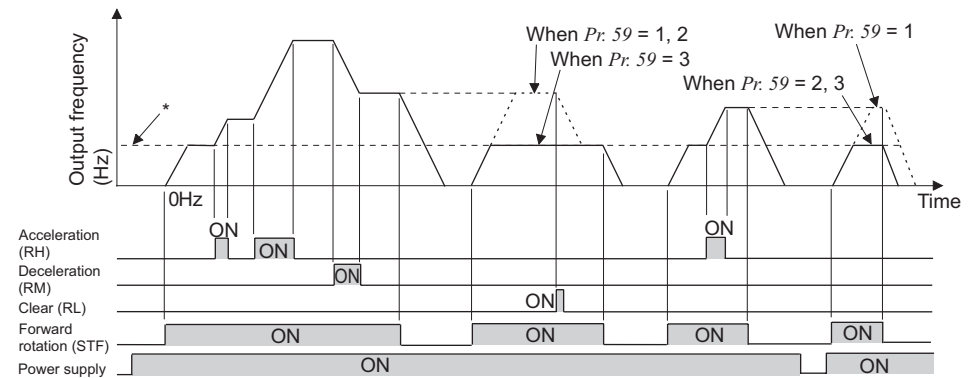 Output frequency
(Hz)
*
When Pr. 59 = 1, 2
When Pr. 59 = 3
When Pr. 59 = 1
When Pr. 59 = 2, 3
0Hz
Time
Acceleration
(RH)
ON
ON
ON
Deceleration
(RM)
ON
Clear (RL)
ON
Forward
rotation (STF)
ON
ON
ON
ON
Power supply
ON
ON